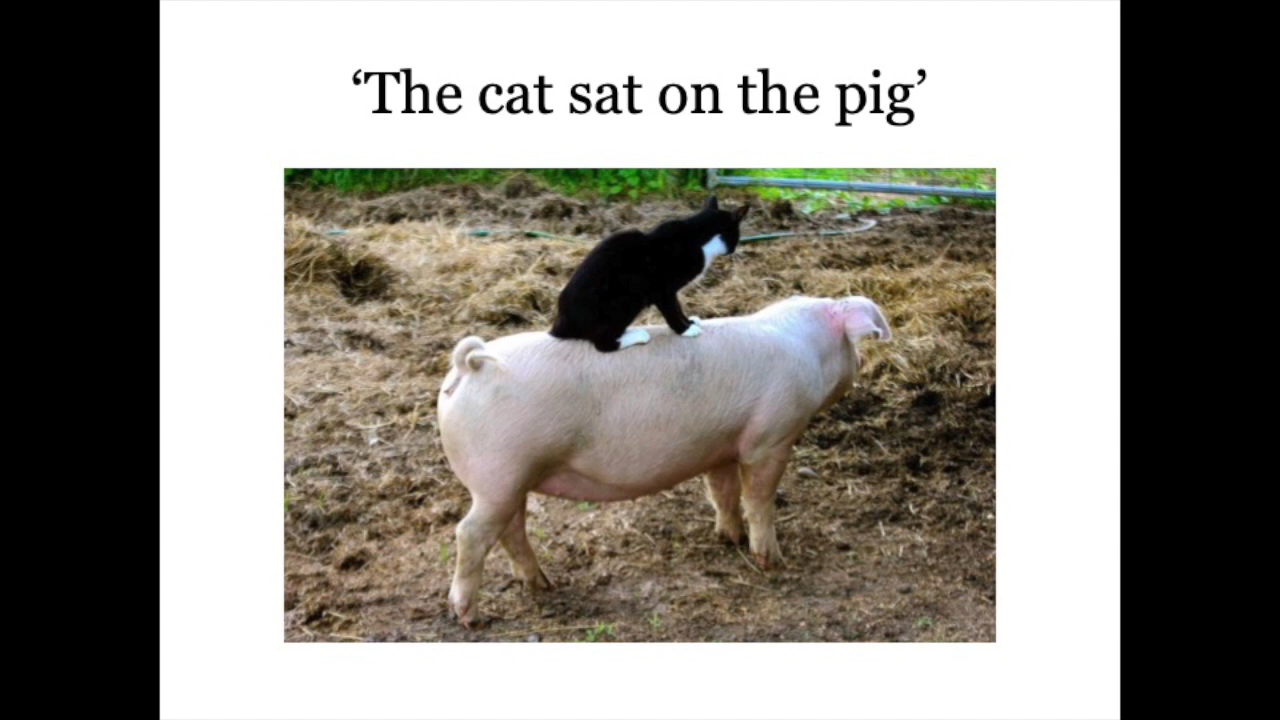 ‘The cat sat on the pig’